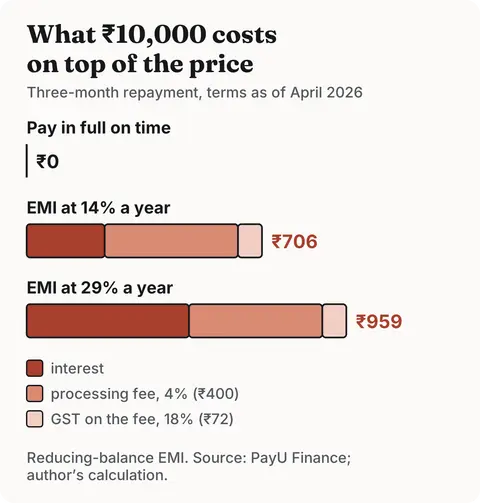 What ₹10,000 costs
on top of the price
Three-month repayment, terms as of April 2026
Pay in full on time
₹0
EMI at 14% a year
₹706
EMI at 29% a year
₹959
interest
processing fee, 4% (₹400)
GST on the fee, 18% (₹72)
Reducing-balance EMI. Source: PayU Finance;
author’s calculation.